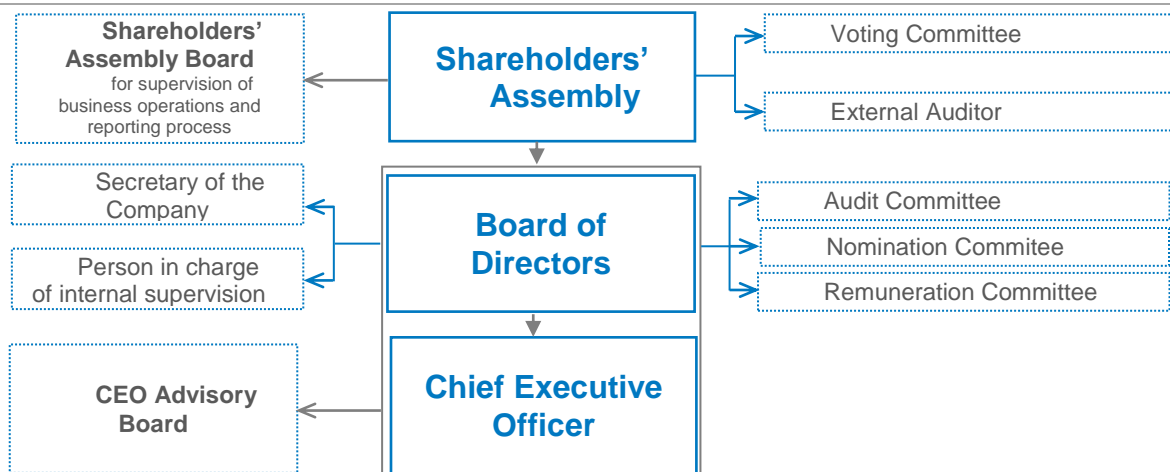 Shareholders'
Assembly Board
for supervision of
business operations and
reporting process
Shareholders'
Assembly
Voting Committee
External Auditor
Secretary of the
Company
Person in charge
of internal supervision
Board of
Directors
Audit Committee
Nomination Commitee
Remuneration Committee
CEO Advisory
Board
Chief Executive
Officer